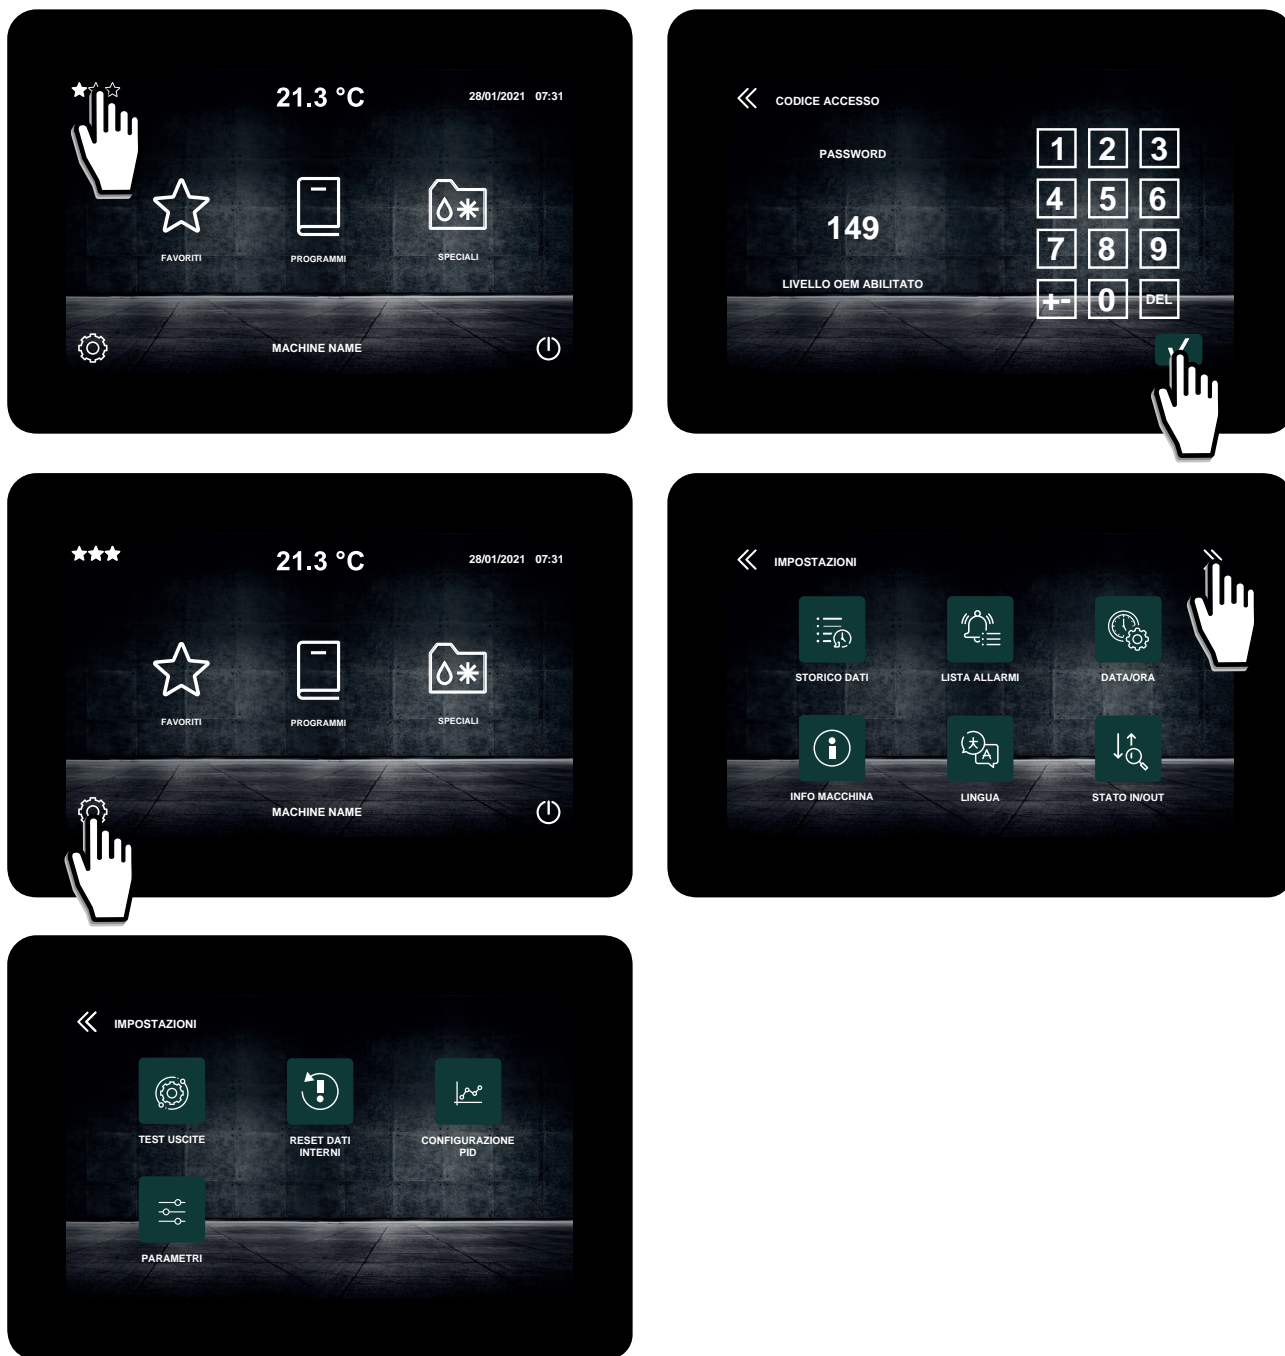 21.3 °C
28/01/2021 07:31
FAVORITI
PROGRAMMI
SPECIALI
MACHINE NAME
CODICE ACCESSO
PASSWORD
149
LIVELLO OEM ABILITATO
1 2 3
4 5 6
7 8 9
+- 0 DEL
21.3 °C
28/01/2021 07:31
FAVORITI
PROGRAMMI
SPECIALI
MACHINE NAME
IMPOSTAZIONI
STORICO DATI
LISTA ALLARMI
DATA/ORA
A
INFO MACCHINA
LINGUA
STATO IN/OUT
IMPOSTAZIONI
TEST USCITE
RESET DATI
INTERNI
CONFIGURAZIONE
PID
PARAMETRI